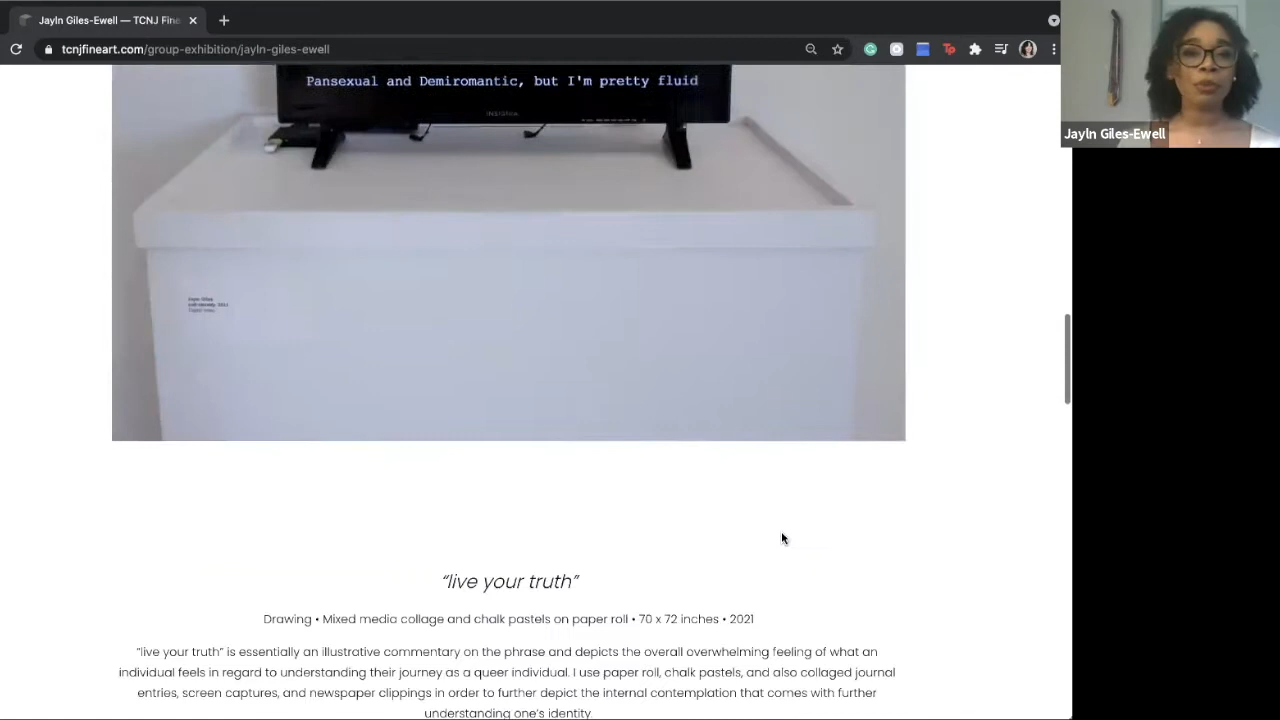 Jayln Giles-Ewell — TCNJ Fine
tcnjfineart.com/group-exhibition/jayln-giles-ewell
Jayln Giles-Ewell
Pansexual and Demiromantic, but I'm pretty fluid
INSIGNIA
“live your truth”
Drawing • Mixed media collage and chalk pastels on paper roll • 70 x 72 inches • 2021
“live your truth” is essentially an illustrative commentary on the phrase and depicts the overall overwhelming feeling of what an
individual feels in regard to understanding their journey as a queer individual. I use paper roll, chalk pastels, and also collaged journal
entries, screen captures, and newspaper clippings in order to further depict the internal contemplation that comes with further
understanding one's identity.